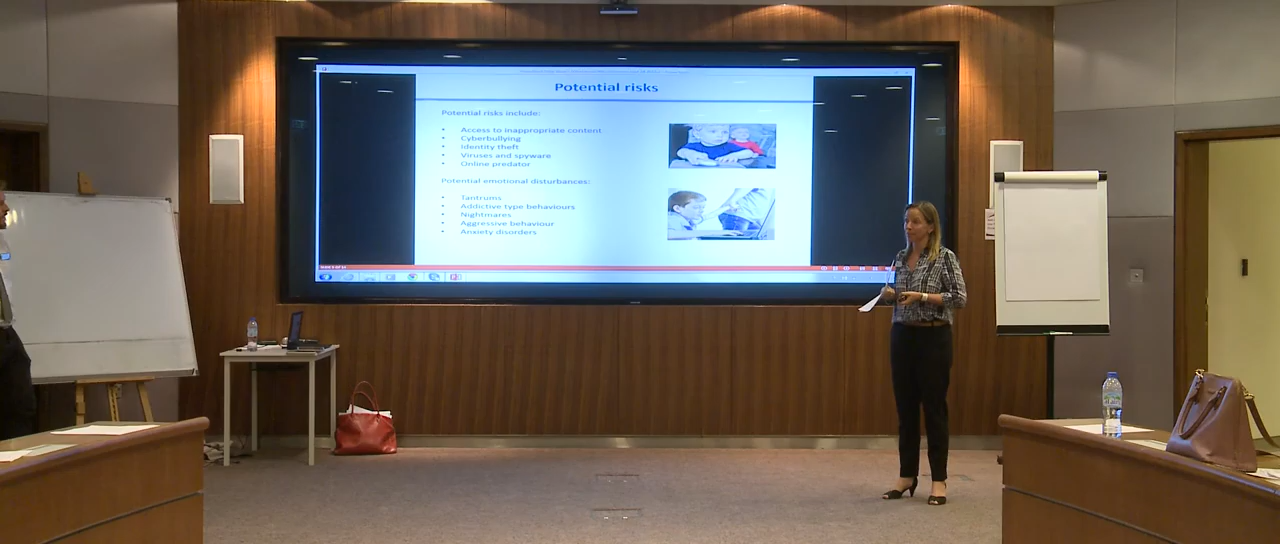 Potential risks
Potential risks include:
• Access to inappropriate content
• Cyberbullying
• Identity theft
• Viruses and spyware
• Online predator
Potential emotional disturbances:
• Tantrums
• Addictive type behaviours
• Nightmares
• Aggressive behaviour
• Anxiety disorders